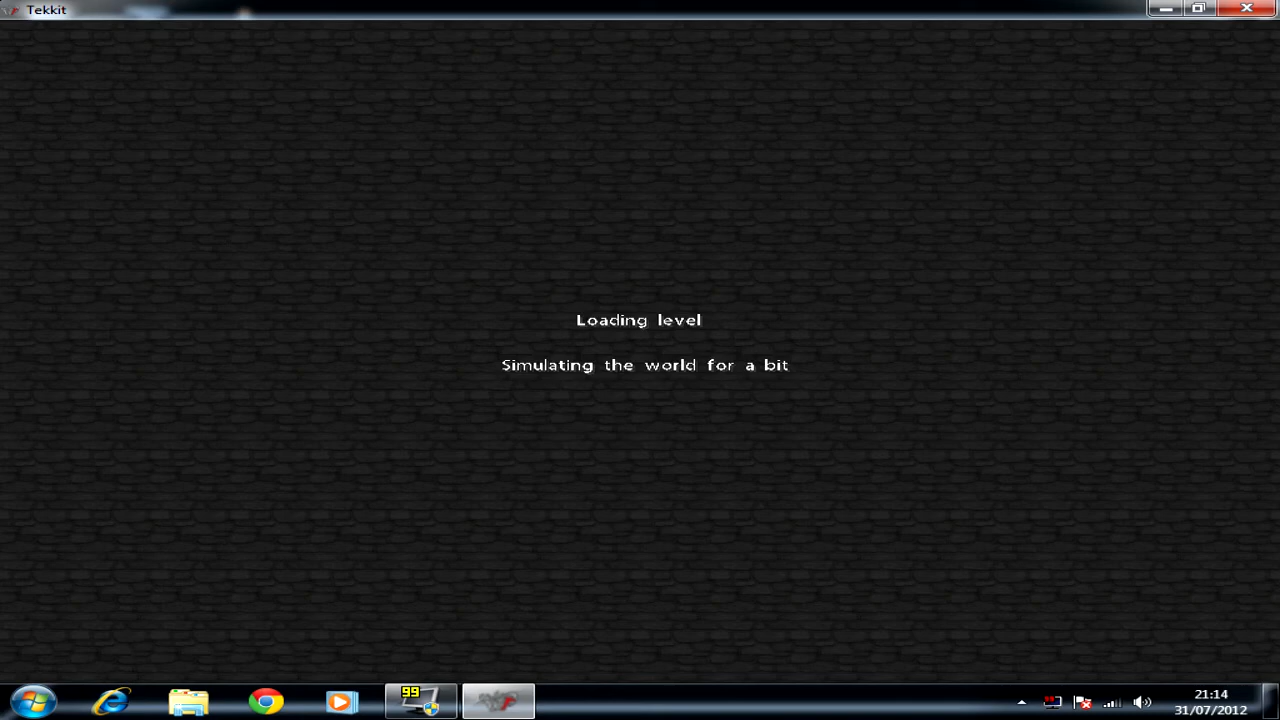 Tekkit
Loading level
Simulating the world for a bit
99
21:14
31/07/2012